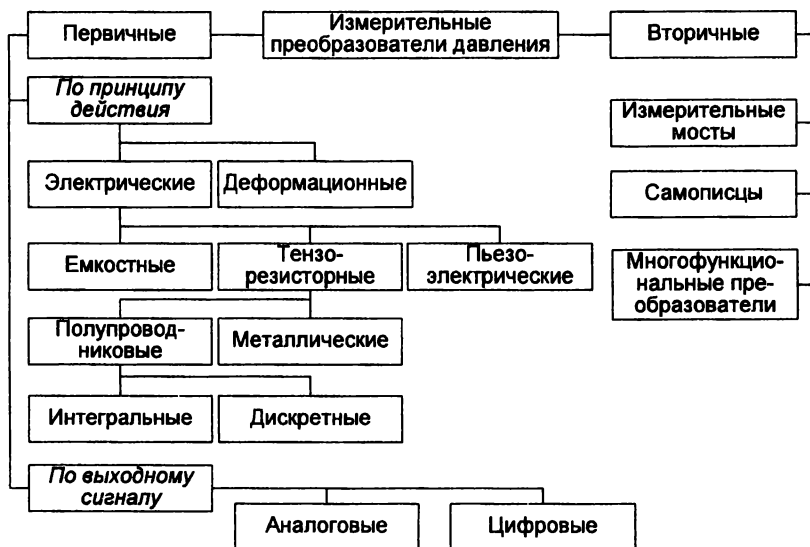 Первичные
Измерительные
преобразователи давления
Вторичные
По принципу
действия
Измерительные
мосты
Электрические
Деформационные
Самописцы
Емкостные
Тензо-
резисторные
Пьезо-
электрические
Многофункцио-
нальные пре-
образователи
Полупровод-
никовые
Металлические
Интегральные
Дискретные
По выходному
сигналу
Аналоговые
Цифровые